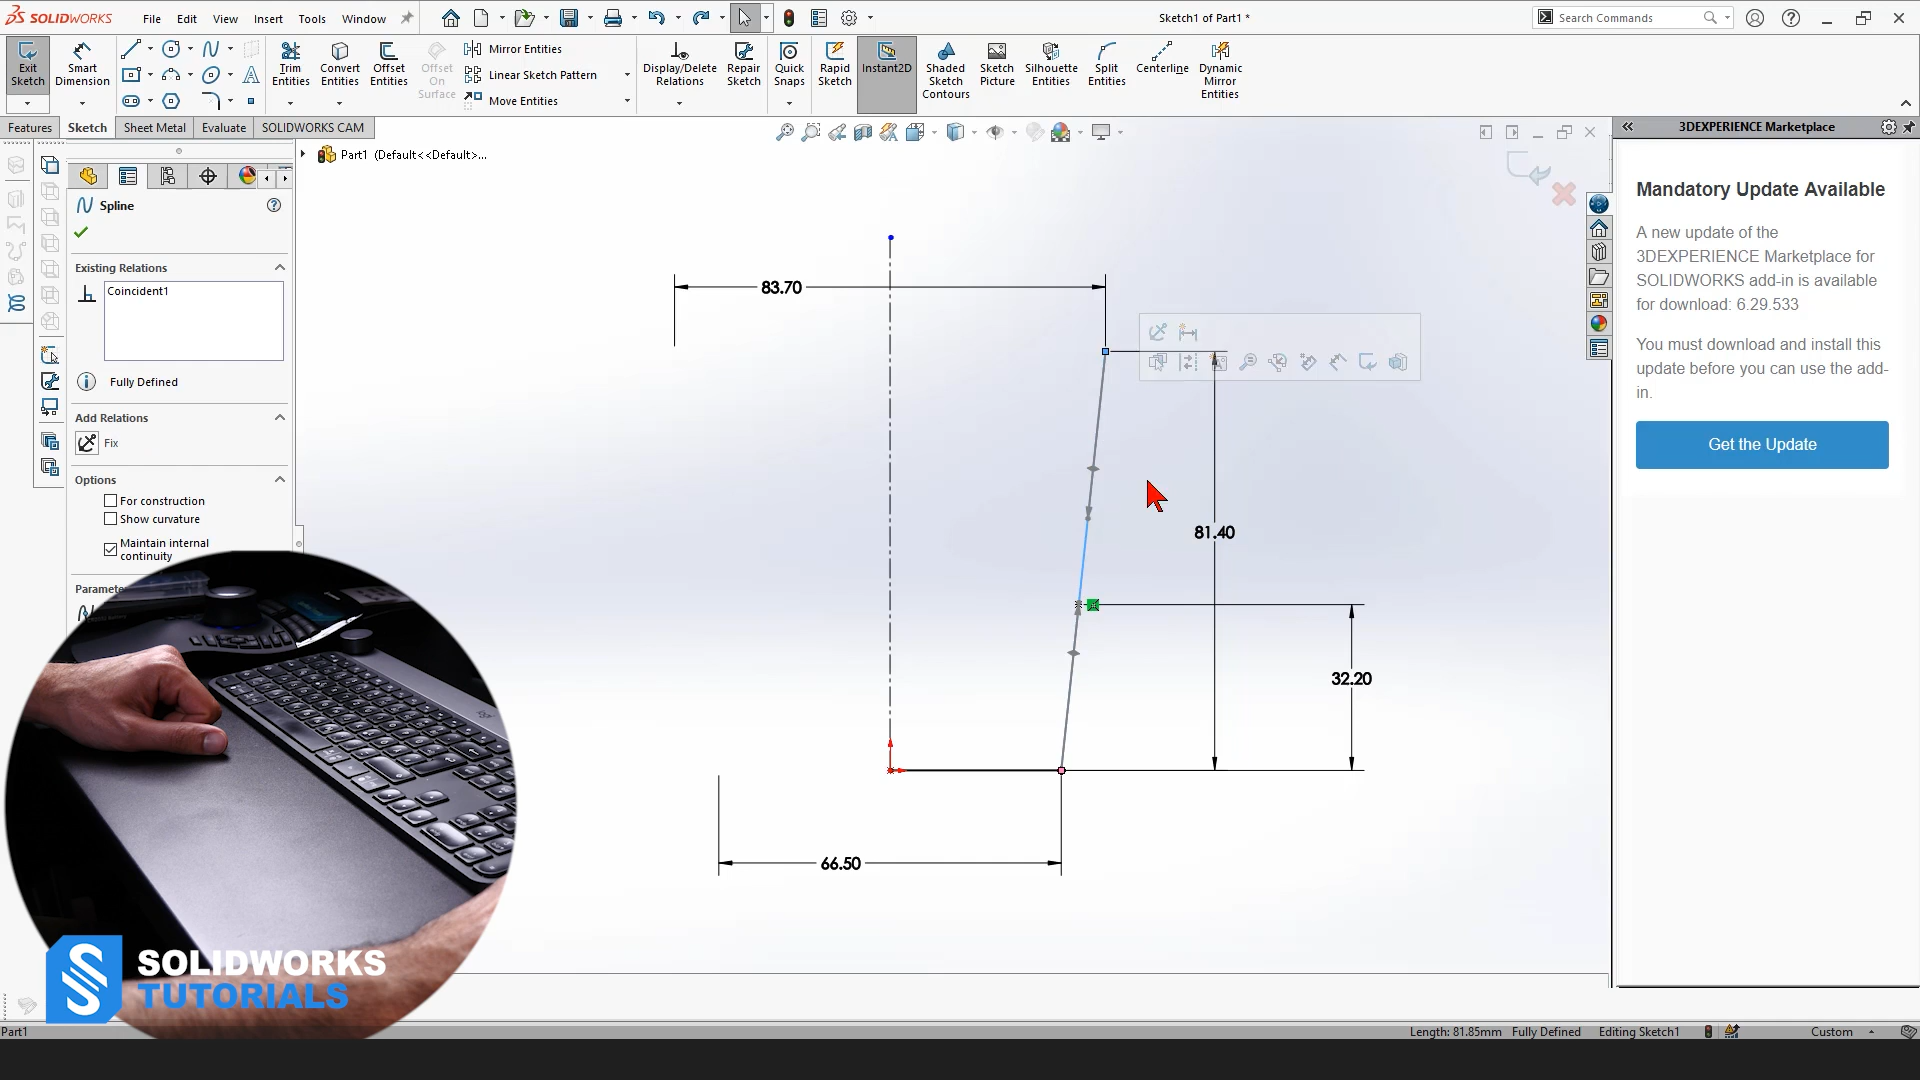 SOLIDWORKS File Edit View Insert Tools Window Sketch1 of Part1 * Search Commands
Exit Sketch
Smart Dimension
Trim Entities
Convert Entities
Offset Entities
Offset On Surface
Mirror Entities
Linear Sketch Pattern
Move Entities
Display/Delete Relations
Repair Sketch
Quick Snaps
Rapid Sketch
Instant2D
Shaded Sketch Contours
Sketch Picture
Silhouette Entities
Split Entities
Centerline
Dynamic Mirror Entities
Features Sketch Sheet Metal Evaluate SOLIDWORKS CAM
Part1 (Default<<Default>...
Spline
Existing Relations
Coincident1
Fully Defined
Add Relations
Fix
Options
For construction
Show curvature
Maintain internal
continuity
Paramete
83.70
81.40
32.20
66.50
3DEXPERIENCE Marketplace
Mandatory Update Available
A new update of the
3DEXPERIENCE Marketplace for
SOLIDWORKS add-in is available
for download: 6.29.533
You must download and install this
update before you can use the add-
in.
Get the Update
SOLIDWORKS
TUTORIALS
Part1 Length: 81.85mm Fully Defined Editing Sketch1 Custom